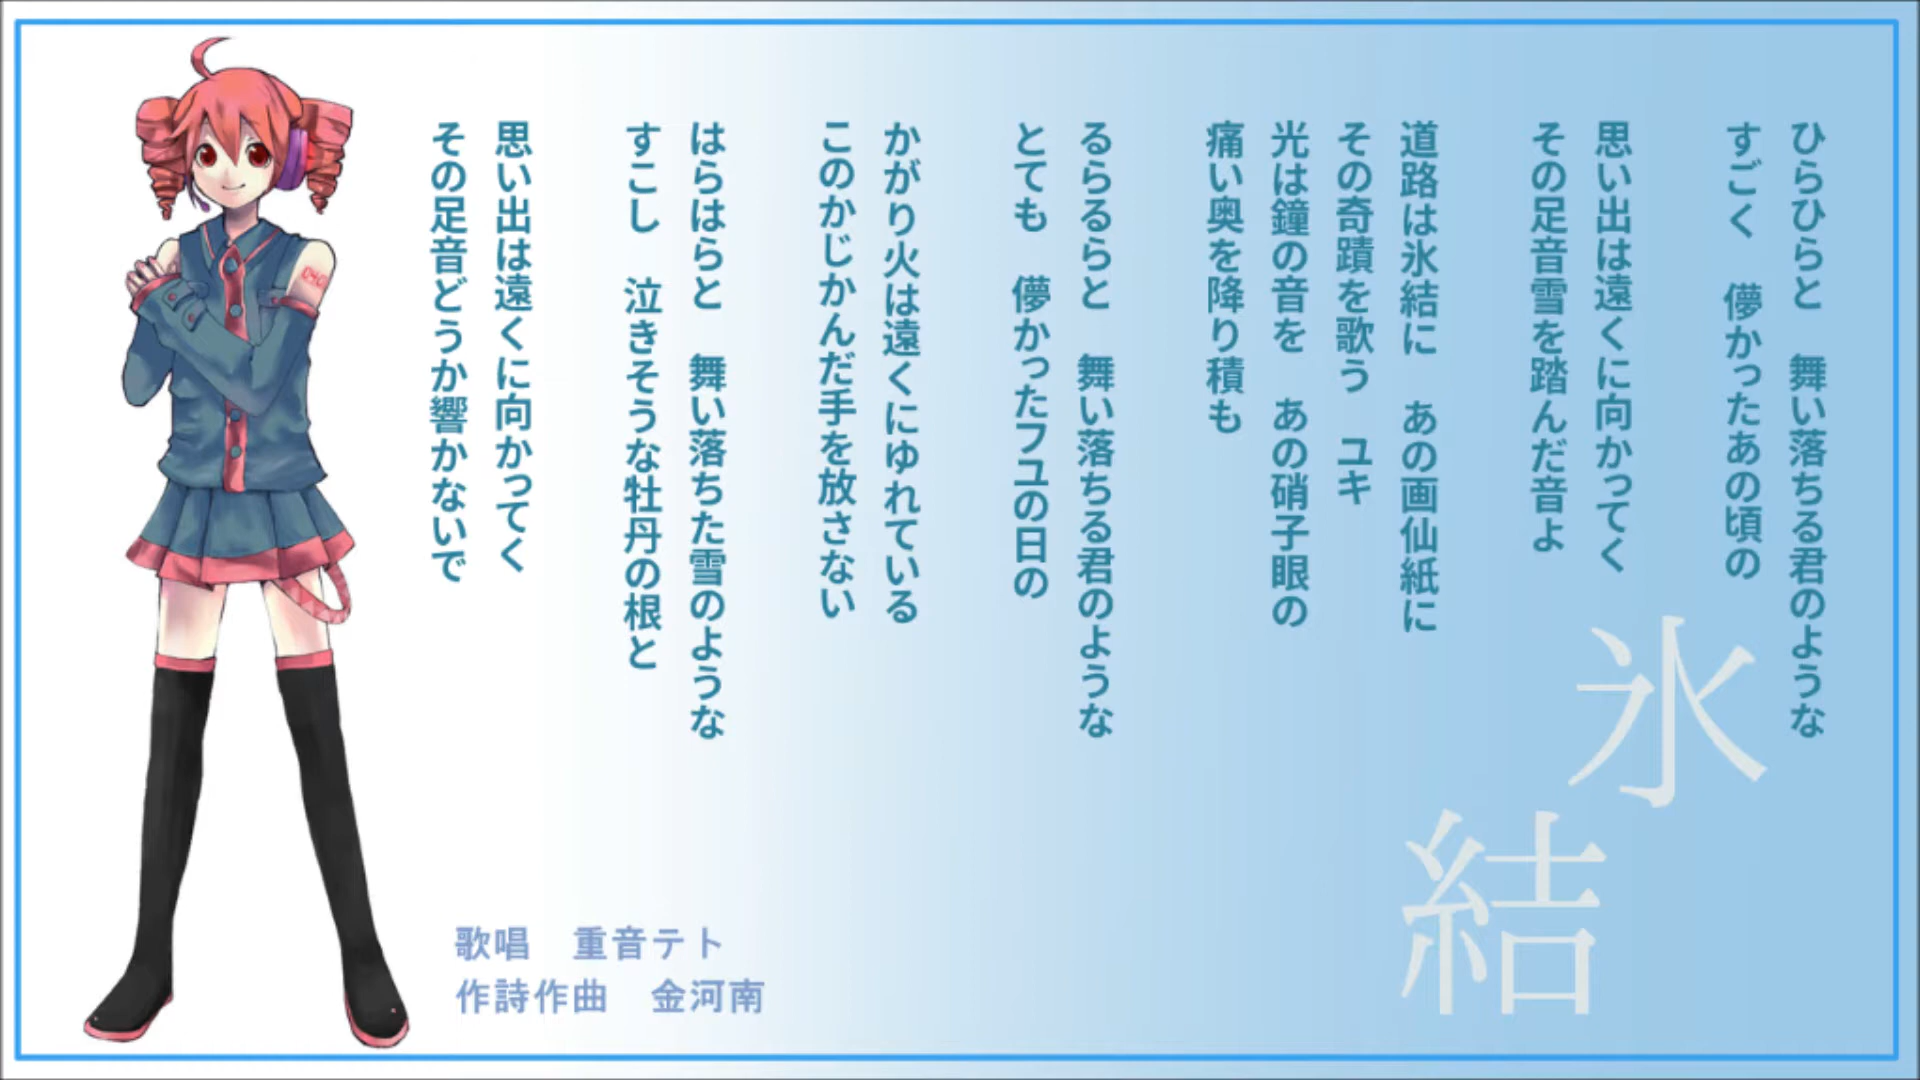 ひらひらと　舞い落ちる君のような
すごく　儚かったあの頃の
思い出は遠くに向かってく
その足音雪を踏んだ音よ
道路は氷結に　あの画仙紙に
その奇蹟を歌う　ユキ
光は鐘の音を　あの硝子眼の
痛い奥を降り積も
るらるらと　舞い落ちる君のような
とても　儚かったフユの日の
かがり火は遠くにゆれている
このかじかんだ手を放さない
はらはらと　舞い落ちた雪のような
すこし　泣きそうな牡丹の根と
思い出は遠くに向かってく
その足音どうか響かないで
氷結
歌唱　重音テト
作詩作曲　金河南
0401